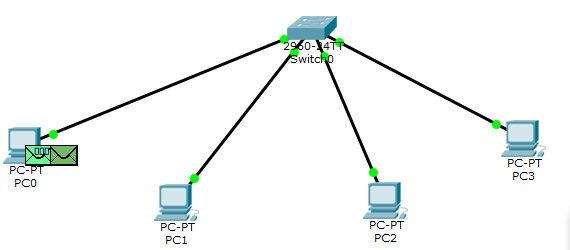 2960-24TT
Switch0
PC-PT
PC0
PC-PT
PC1
PC-PT
PC2
PC-PT
PC3